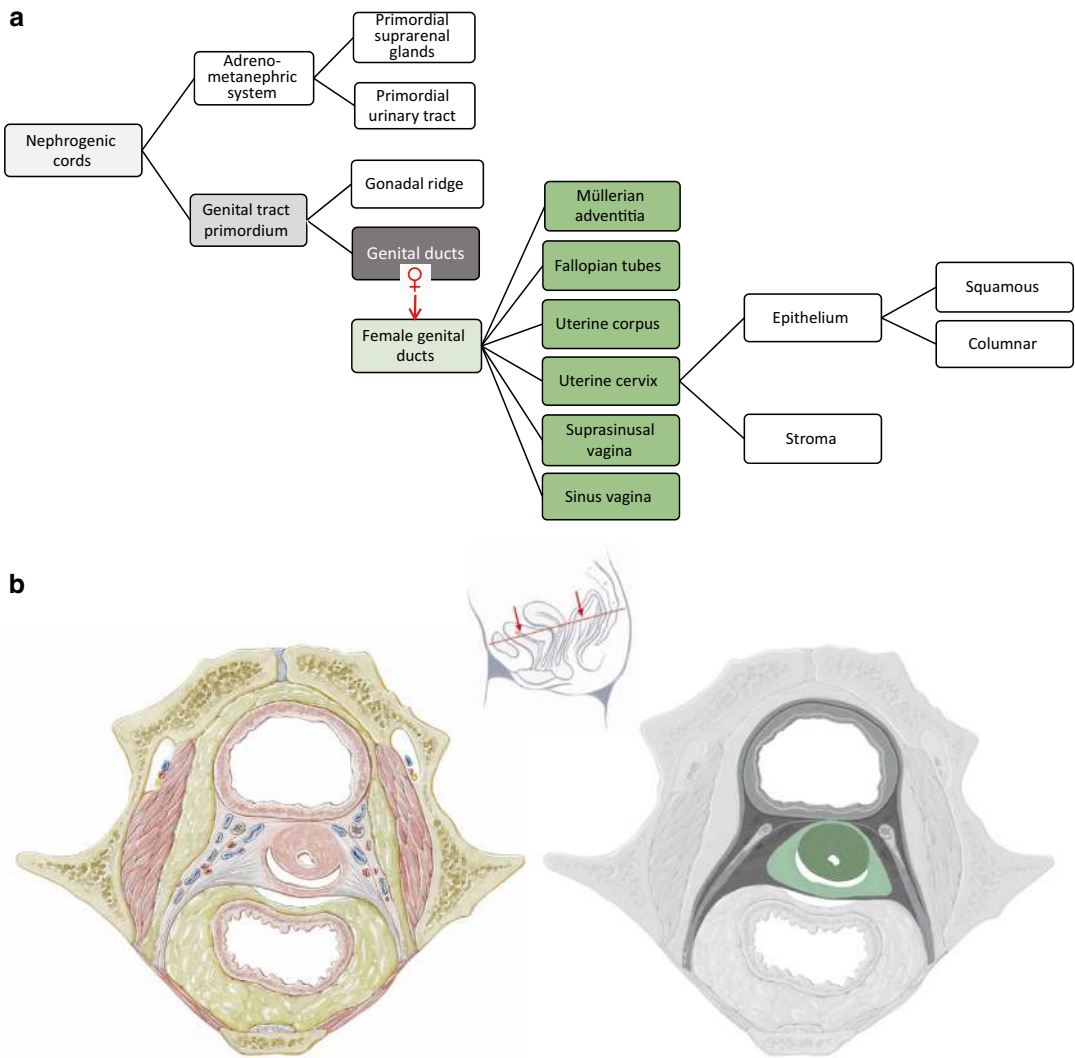 a
Primordial
suprarenal
glands
Adreno-
metanephric
system
Primordial
urinary tract
Nephrogenic
cords
Genital tract
primordium
Gonadal ridge
Genital ducts
♀
Female genital
ducts
Müllerian
adventitia
Fallopian tubes
Uterine corpus
Uterine cervix
Suprasinusal
vagina
Sinus vagina
Epithelium
Stroma
Squamous
Columnar
b